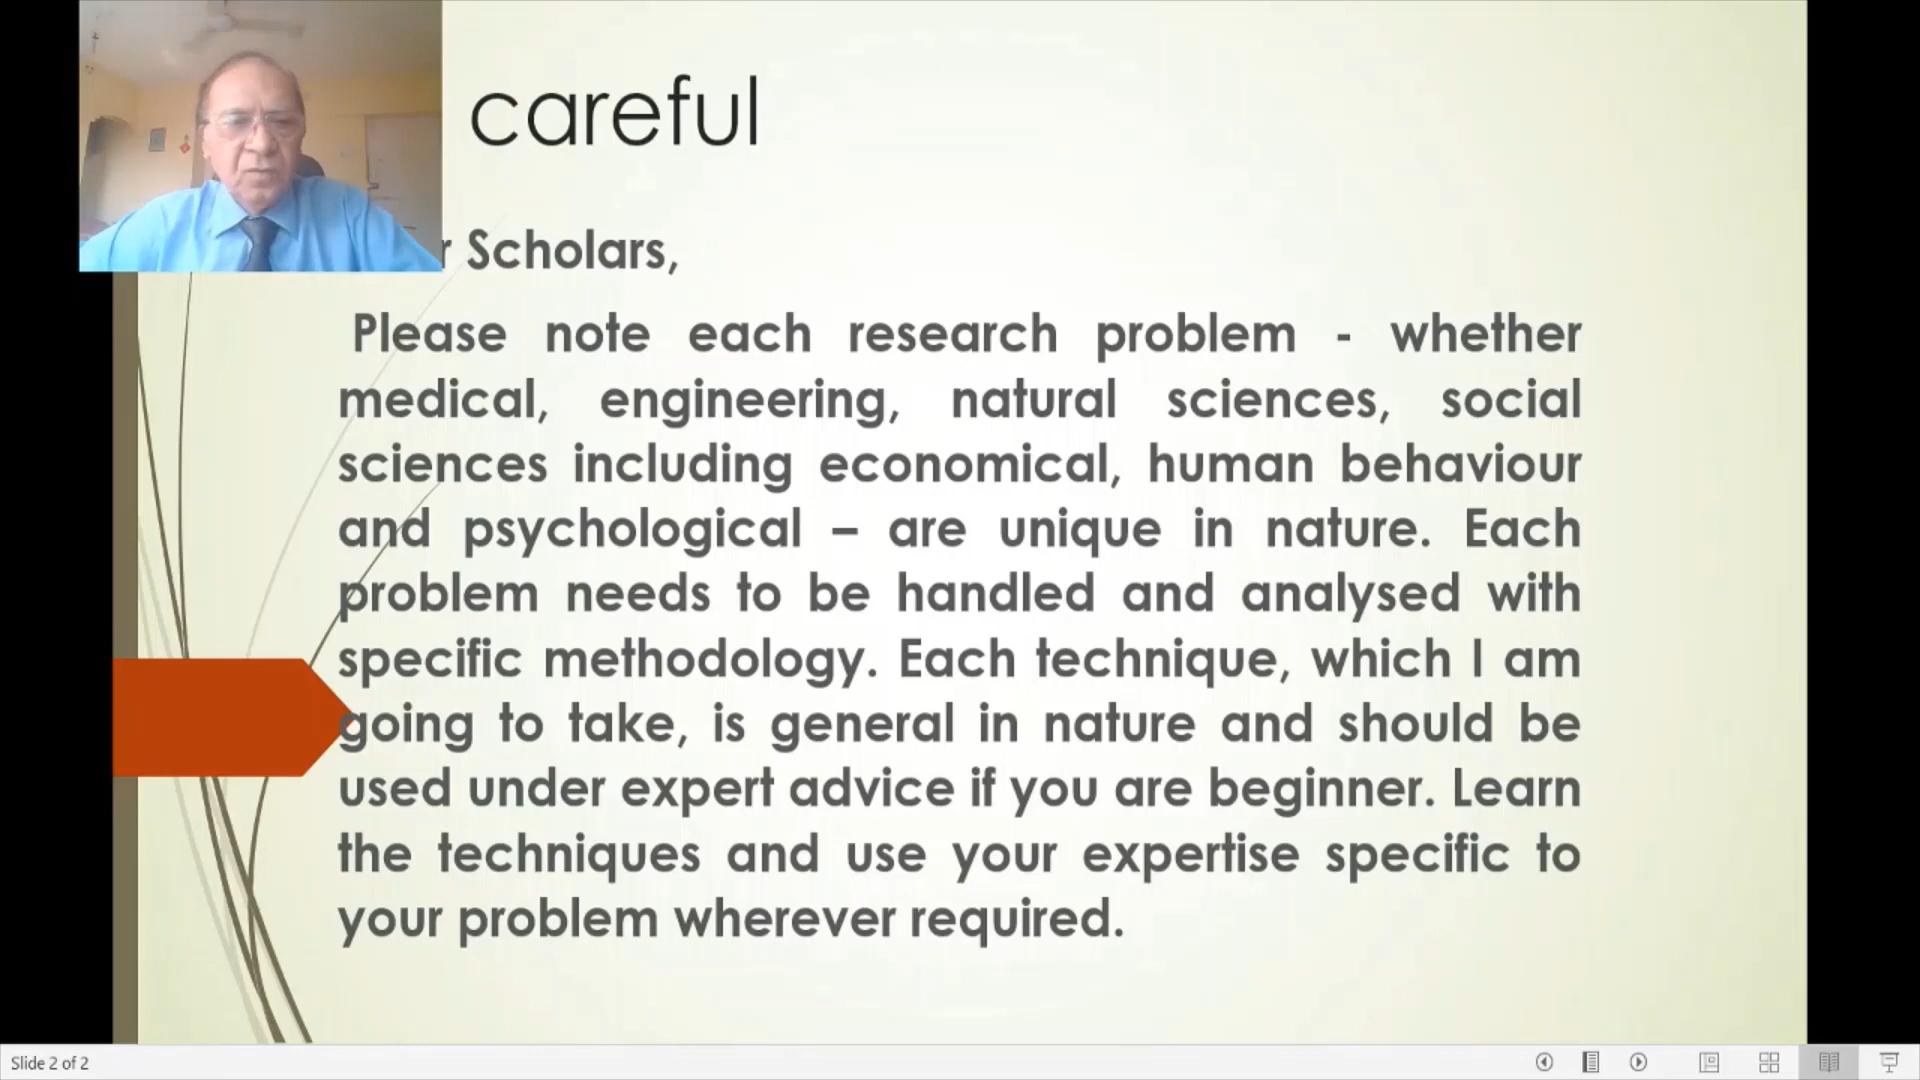 careful
r Scholars,
Please note each research problem - whether
medical, engineering, natural sciences, social
sciences including economical, human behaviour
and psychological – are unique in nature. Each
problem needs to be handled and analysed with
specific methodology. Each technique, which I am
going to take, is general in nature and should be
used under expert advice if you are beginner. Learn
the techniques and use your expertise specific to
your problem wherever required.
Slide 2 of 2